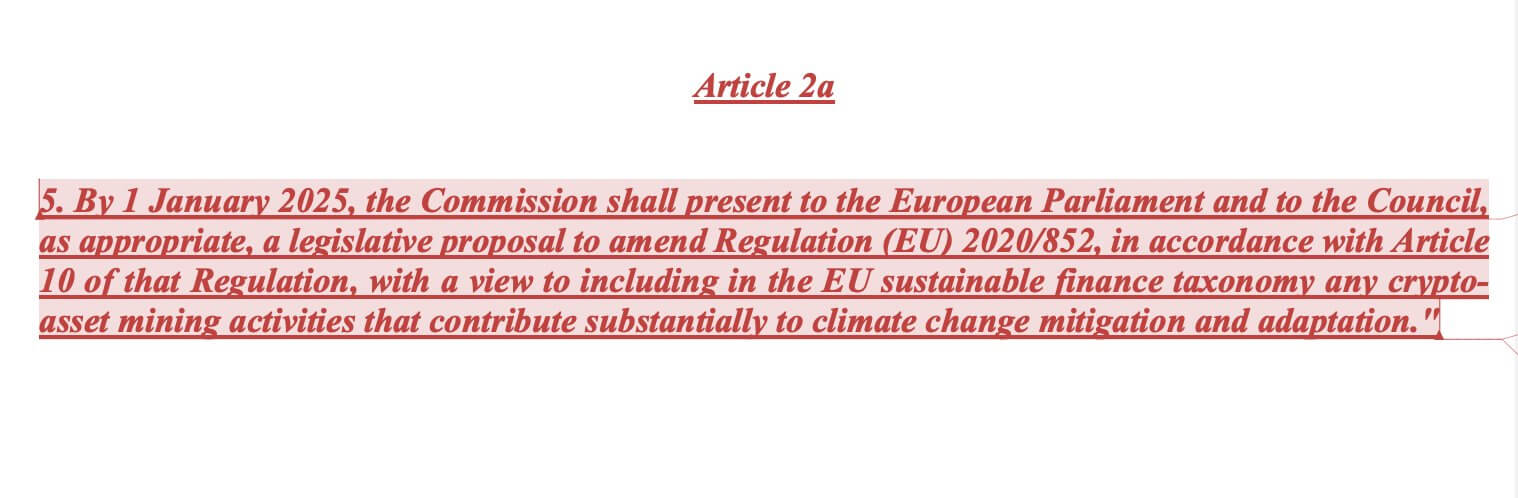 Article 2a
5. By 1 January 2025, the Commission shall present to the European Parliament and to the Council,
as appropriate, a legislative proposal to amend Regulation (EU) 2020/852, in accordance with Article
10 of that Regulation, with a view to including in the EU sustainable finance taxonomy any crypto-
asset mining activities that contribute substantially to climate change mitigation and adaptation."